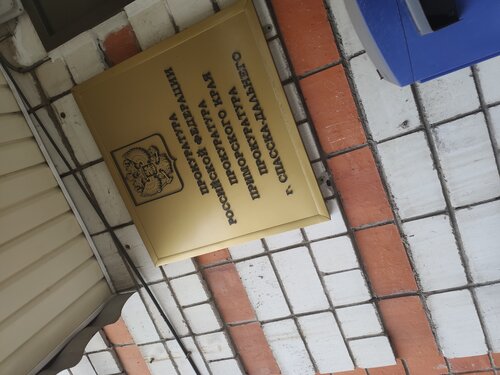 ПРОКУРАТУРА
РОССИЙСКОЙ ФЕДЕРАЦИИ
ПРОКУРАТУРА
ПРИМОРСКОГО КРАЯ
ПРОКУРАТУРА
г. СПАССКА-ДАЛЬНЕГО